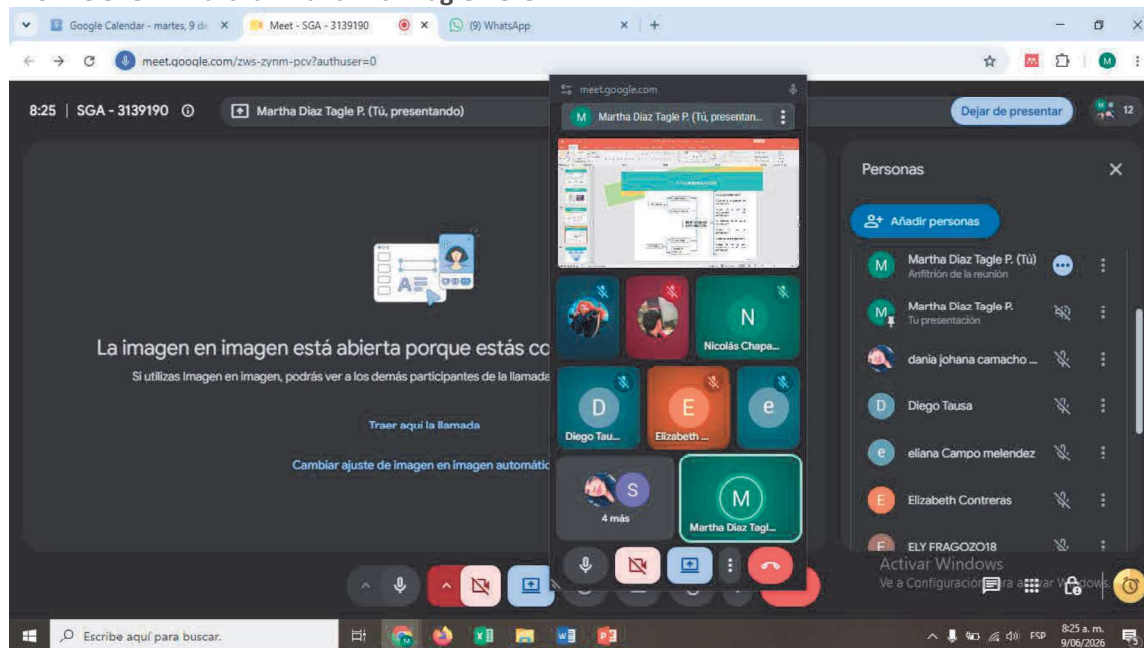 Google Calendar - martes, 9 de
Meet - SGA - 3139190
(9) WhatsApp
meet.google.com/zws-zynm-pcv?authuser=0
M
8:25 | SGA - 3139190
Martha Diaz Tagle P. (Tú, presentando)
Dejar de presentar
12
meet.google.com
M Martha Diaz Tagle P. (Tú, presentan...
La imagen en imagen está abierta porque estás co
Si utilizas Imagen en imagen, podrás ver a los demás participantes de la llamada
Traer aquí la llamada
Cambiar ajuste de imagen en imagen automátic
N
Nicolás Chapa...
D
Diego Tau...
E
Elizabeth ...
e
S
4 más
M
Martha Diaz Tagl...
Personas
Añadir personas
M
Martha Diaz Tagle P. (Tú)
Anfitrión de la reunión
M
Martha Diaz Tagle P.
Tu presentación
dania johana camacho ...
D
Diego Tausa
e
eliana Campo melendez
E
Elizabeth Contreras
E
ELY FRAGOZO18
Activar Windows
Ve a Configuración para activar Windows.
Escribe aquí para buscar.
ESP
8:25 a. m.
9/06/2026
5